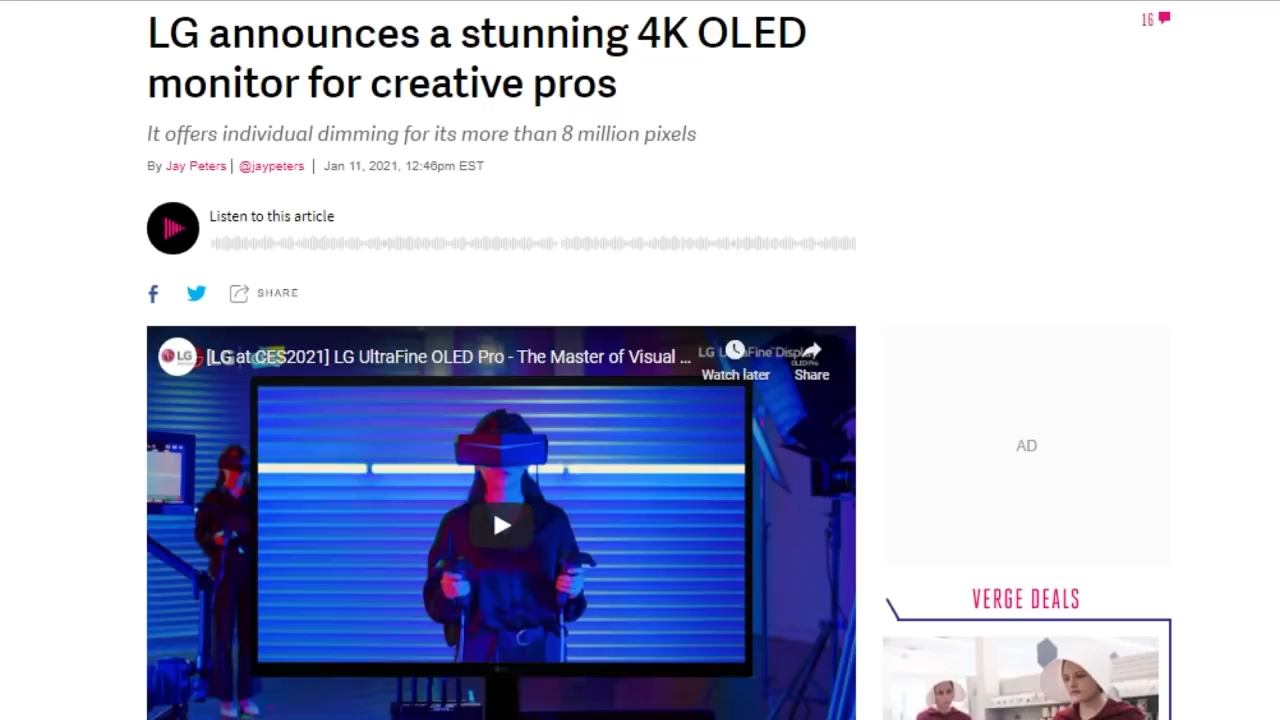 LG announces a stunning 4K OLED
monitor for creative pros
16
It offers individual dimming for its more than 8 million pixels
By Jay Peters | @jaypeters | Jan 11, 2021, 12:46pm EST
Listen to this article
SHARE
LG
[LG at CES2021] LG UltraFine OLED Pro - The Master of Visual ...
Watch later
Share
AD
VERGE DEALS